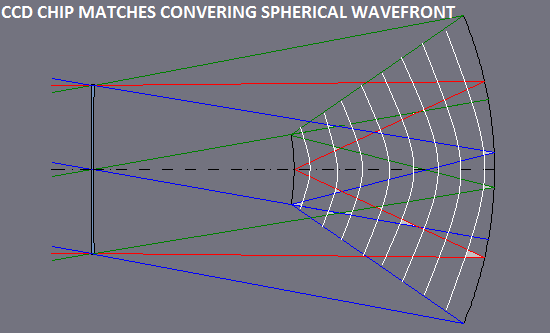 CCD CHIP MATCHES CONVERING SPHERICAL WAVEFRONT